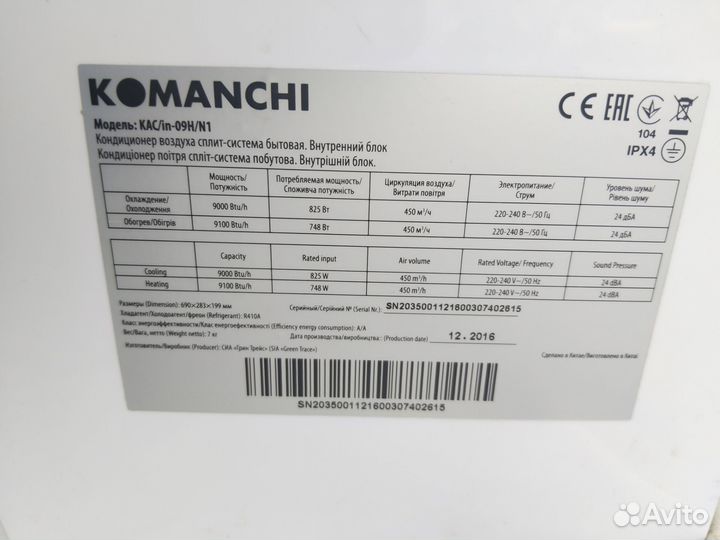 KOMANCHI
CE EAC
104
IPX4
Модель: KAC/in-09H/N1
Кондиционер воздуха сплит-система бытовая. Внутренний блок
Кондиціонер поітря спліт-система побутова. Внутрішній блок.
Мощность/ Потужність Потребляемая мощность/ Споживча потужність Циркуляция воздуха/ Витрати повітря Электропитание/ Струм Уровень шума/ Рівень шуму
Охлаждение/ Охолодження 9000 Btu/h 825 Вт 450 м³/ч 220-240 В~/50 Гц 24 дБА
Обогрев/Обігрів 9100 Btu/h 748 Вт 450 м³/ч 220-240 В~/50 Гц 24 дБА
Capacity Rated input Air volume Rated Voltage/ Frequency Sound Pressure
Cooling 9000 Btu/h 825 W 450 m³/h 220-240 V~/50 Hz 24 dBA
Heating 9100 Btu/h 748 W 450 m³/h 220-240 V~/50 Hz 24 dBA
Размеры (Dimension): 690×283×199 мм
Серийный/Серійний № (Serial Nr.): SN2035001121600307402615
Хладагент/Холодоагент/фреон (Refrigerant): R410A
Класс энергоэффективности/Клас енергоефективності (Efficiency energy consumption): A/A
Вес/Вага, нетто (Weight netto): 7 кг
Дата производства/виробництва:: (Production date) 12.2016
Изготовитель/Виробник (Producer): СИА «Грин Трейс» (SIA «Green Trace»)
Сделано в Китае/Виготовлено в Китаї
SN2035001121600307402615
Avito